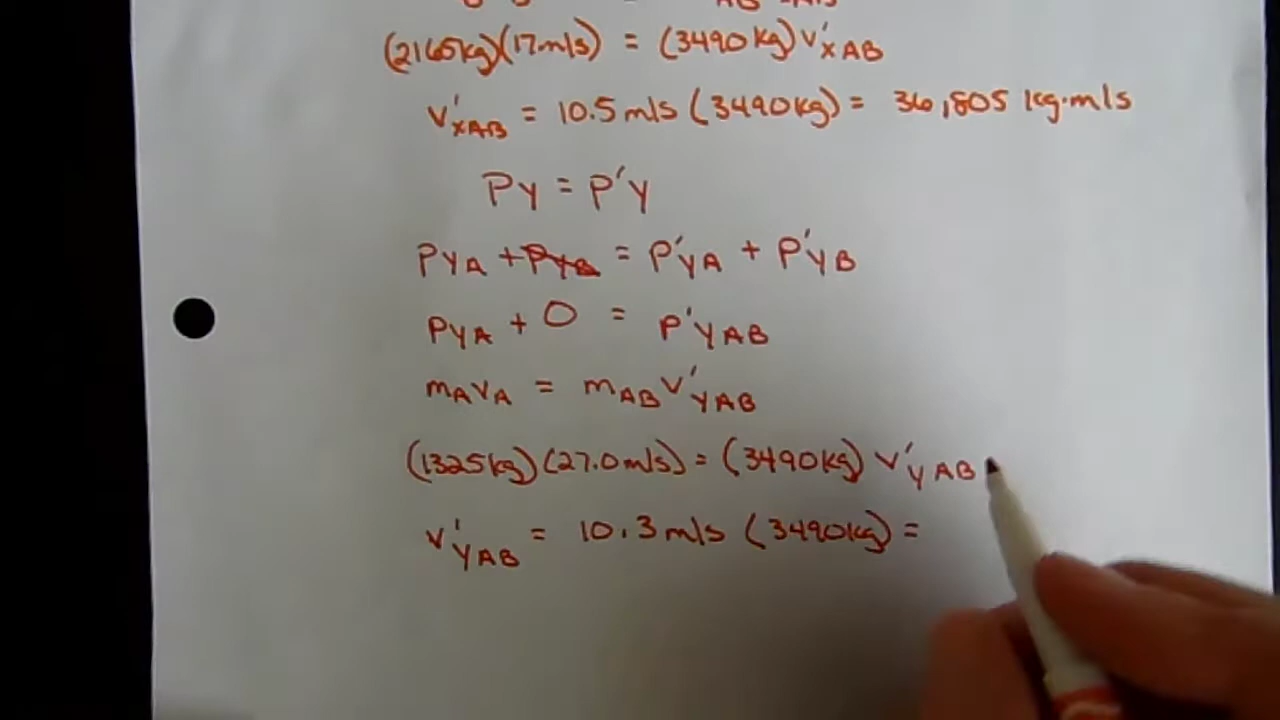 (2165kg)(17m/s) = (3490kg) v'xAB
v'xAB = 10.5 m/s (3490kg) = 36,805 kg·m/s
PY = P'Y
PYA + PYB = P'YA + P'YB
PYA + O = P'YAB
mAvA = mABv'YAB
(1325kg)(27.0m/s) = (3490kg) v'YAB
v'YAB = 10.3 m/s (3490kg) =